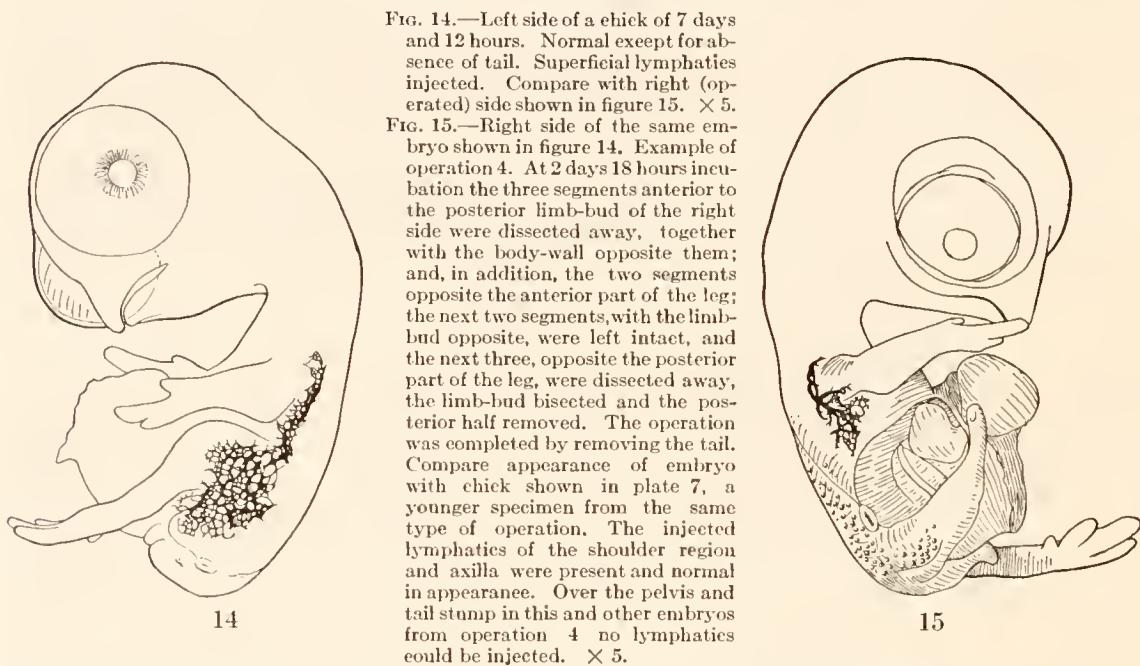 FIG. 14.—Left side of a chick of 7 days
and 12 hours. Normal except for ab-
sence of tail. Superficial lymphatics
injected. Compare with right (op-
erated) side shown in figure 15. × 5.
FIG. 15.—Right side of the same em-
bryo shown in figure 14. Example of
operation 4. At 2 days 18 hours incu-
bation the three segments anterior to
the posterior limb-bud of the right
side were dissected away, together
with the body-wall opposite them;
and, in addition, the two segments
opposite the anterior part of the leg;
the next two segments, with the limb-
bud opposite, were left intact, and
the next three, opposite the posterior
part of the leg, were dissected away,
the limb-bud bisected and the pos-
terior half removed. The operation
was completed by removing the tail.
Compare appearance of embryo
with chick shown in plate 7, a
younger specimen from the same
type of operation. The injected
lymphatics of the shoulder region
and axilla were present and normal
in appearance. Over the pelvis and
tail stump in this and other embryos
from operation 4 no lymphatics
could be injected. × 5.
14
15